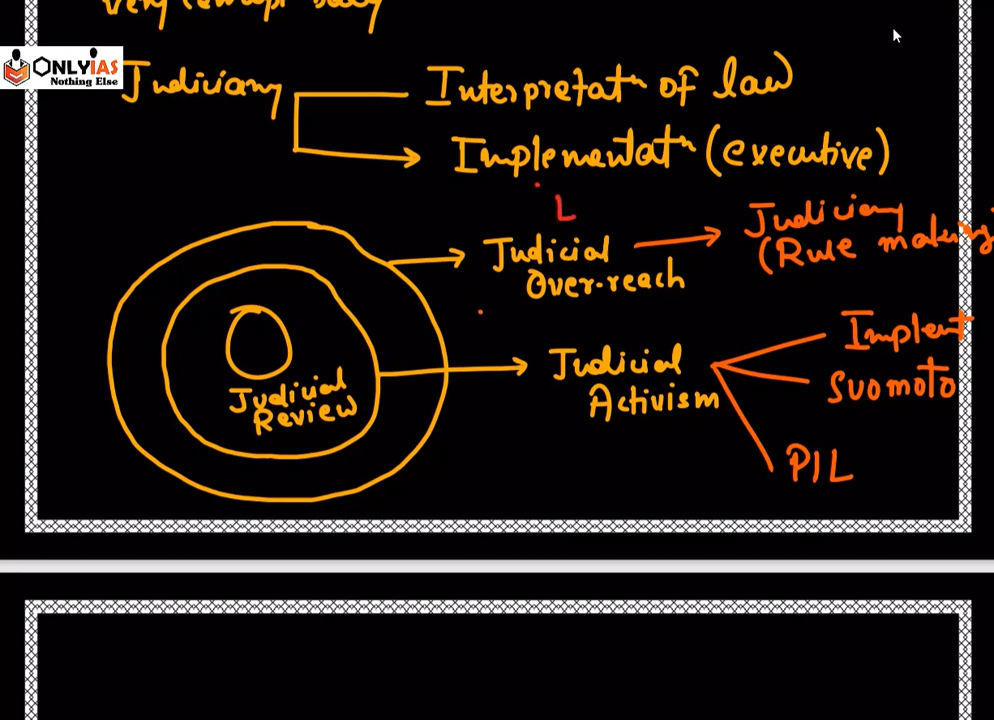 ONLYIAS
Nothing Else
Judiciary
Interpretatn of law
Implementatn (executive)
L
Judicial
Over-reach
Judiciary
(Rule making
Judicial
Review
Judicial
Activism
Implent
Suomoto
PIL